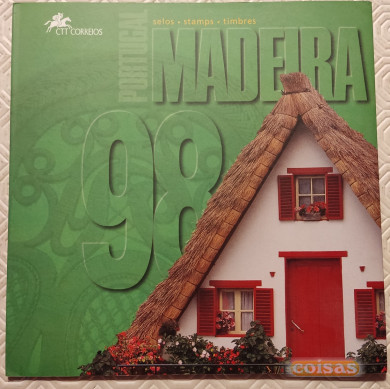 CTT CORREIOS
selos • stamps • timbres
PORTUGAL
MADEIRA
98
coisas